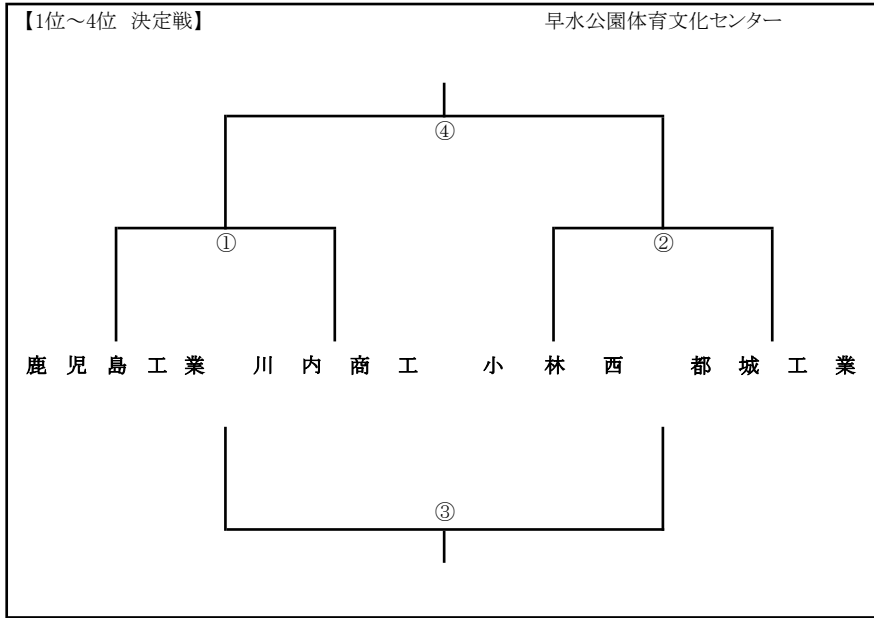 【1位～4位 決定戦】 早水公園体育文化センター
④
① ②
鹿児島工業 川内商工 小林西 都城工業
③